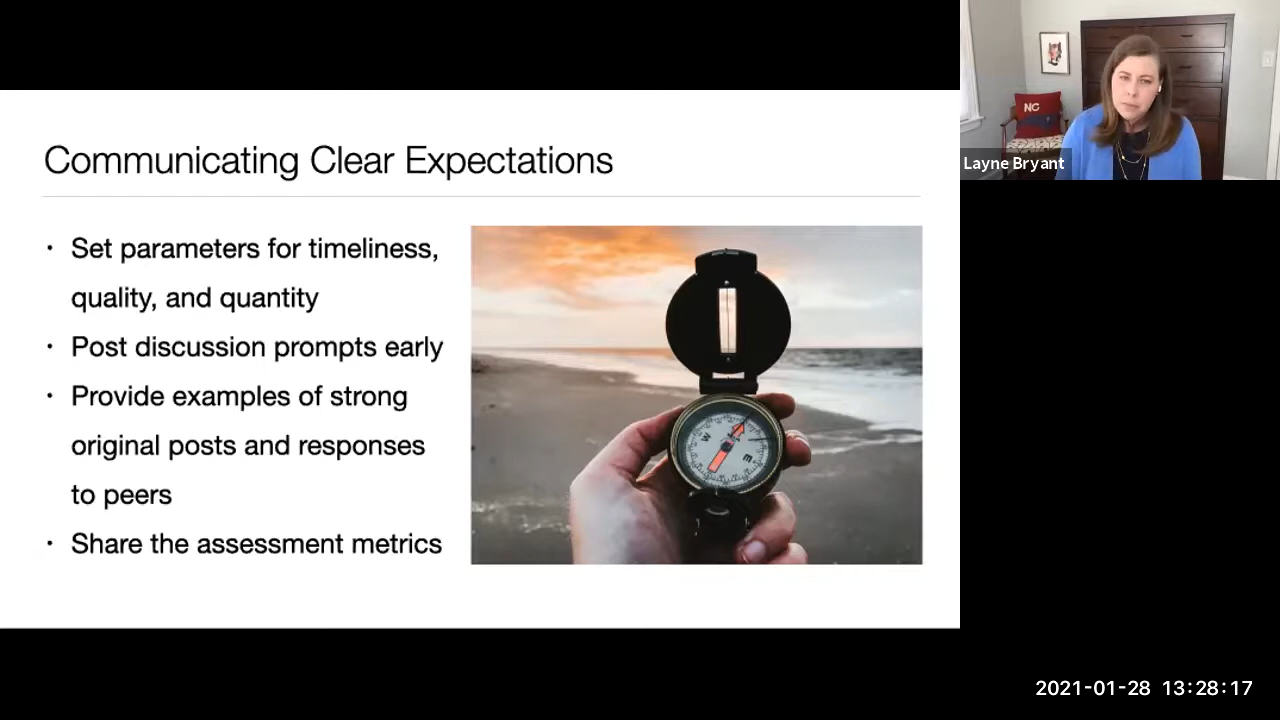 Communicating Clear Expectations
• Set parameters for timeliness,
quality, and quantity
• Post discussion prompts early
• Provide examples of strong
original posts and responses
to peers
• Share the assessment metrics
W
E
NC
Layne Bryant
2021-01-28 13:28:17